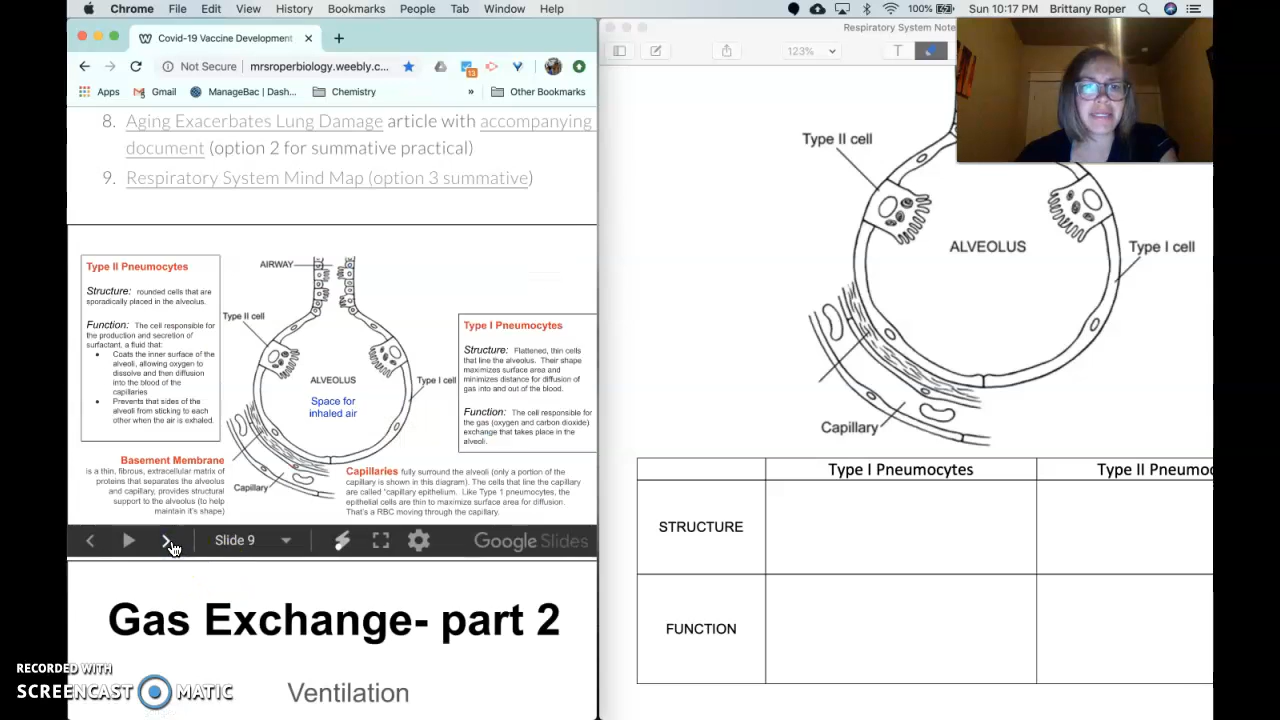 Chrome File Edit View History Bookmarks People Tab Window Help 100% Sun 10:17 PM Brittany Roper
Covid-19 Vaccine Development
Not Secure mrsroperbiology.weebly.c... 13
Apps Gmail ManageBac | Dash... Chemistry » Other Bookmarks
8. Aging Exacerbates Lung Damage article with accompanying
document (option 2 for summative practical)
9. Respiratory System Mind Map (option 3 summative)
Type II Pneumocytes
Structure: rounded cells that are
sporadically placed in the alveolus.
Function: The cell responsible for
the production and secretion of
surfactant, a fluid that:
• Coats the inner surface of the
alveoli, allowing oxygen to
dissolve and then diffusion
into the blood of the
capillaries
• Prevents that sides of the
alveoli from sticking to each
other when the air is exhaled.
AIRWAY
Type II cell
ALVEOLUS
Space for
inhaled air
Type I cell
Type I Pneumocytes
Structure: Flattened, thin cells
that line the alveolus. Their shape
maximizes surface area and
minimizes distance for diffusion of
gas into and out of the blood.
Function: The cell responsible for
the gas (oxygen and carbon dioxide)
exchange that takes place in the
alveoli.
Basement Membrane
is a thin, fibrous, extracellular matrix of
proteins that separates the alveolus
and capillary, provides structural
support to the alveolus (to help
maintain it's shape)
Capillary
Capillaries fully surround the alveoli (only a portion of the
capillary is shown in this diagram). The cells that line the capillary
are called "capillary epithelium. Like Type 1 pneumocytes, the
epithelial cells are thin to maximize surface area for diffusion.
That's a RBC moving through the capillary.
Slide 9 Google Slides
Gas Exchange- part 2
Ventilation
RECORDED WITH
SCREENCAST MATIC
Respiratory System Note
123% T
Type II cell
ALVEOLUS
Type I cell
Capillary
Type I Pneumocytes Type II Pneumo
STRUCTURE
FUNCTION